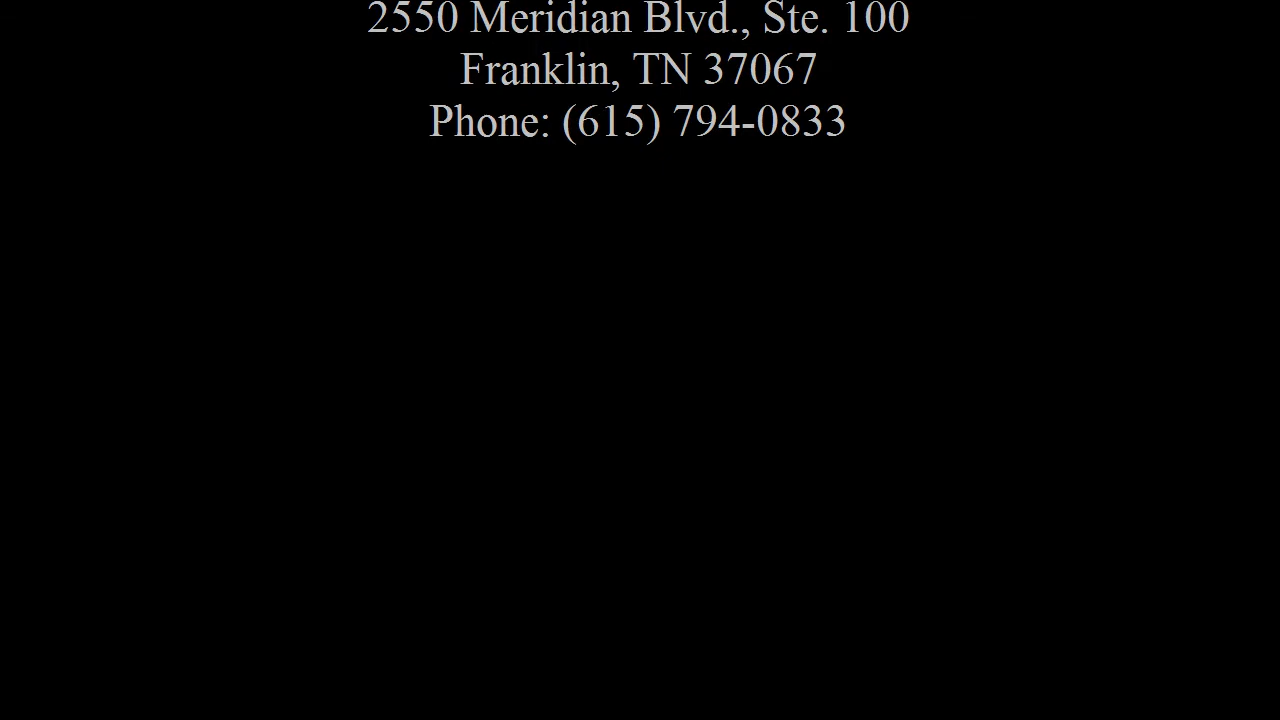 2550 Meridian Blvd., Ste. 100
Franklin, TN 37067
Phone: (615) 794-0833